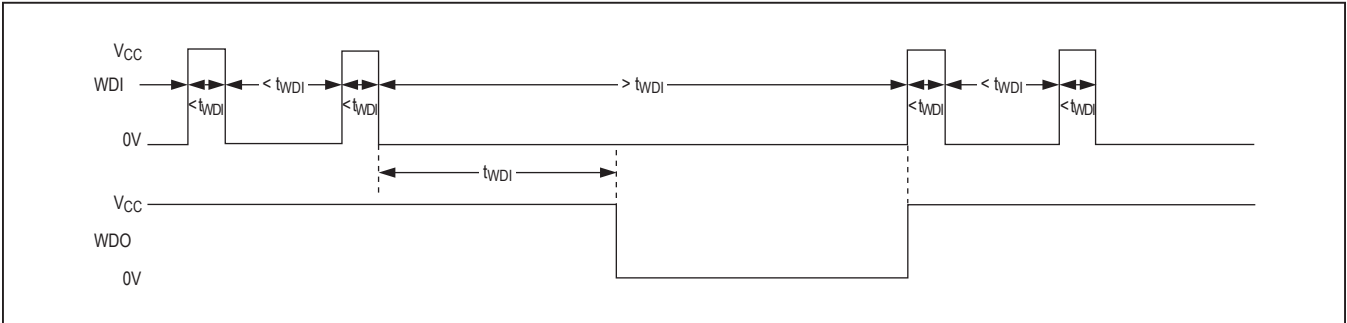 VCC
WDI < tWDI > tWDI < tWDI
<tWDI <tWDI <tWDI <tWDI
0V
tWDI
VCC
WDO
0V